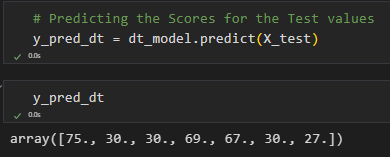 # Predicting the Scores for the Test values
y_pred_dt = dt_model.predict(X_test)
0.0s
y_pred_dt
0.0s
array([75., 30., 30., 69., 67., 30., 27.])